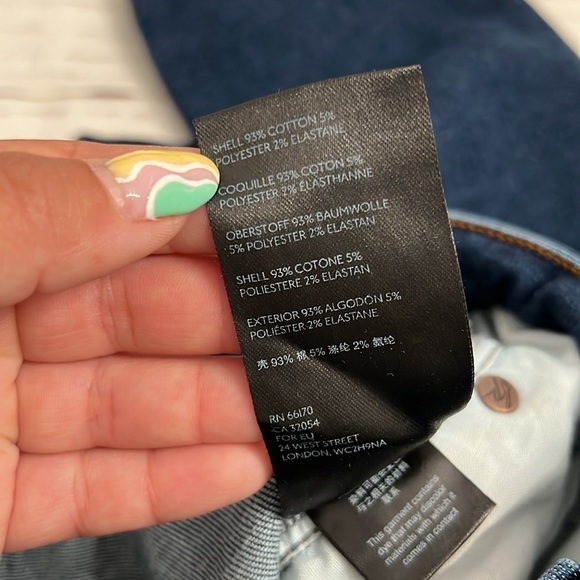 SHELL 93% COTTON 5%
POLYESTER 2% ELASTANE
COQUILLE 93% COTON 5%
POLYESTER 2% ÉLASTHANNE
OBERSTOFF 93% BAUMWOLLE
5% POLYESTER 2% ELASTAN
SHELL 93% COTONE 5%
POLIESTERE 2% ELASTAN
EXTERIOR 93% ALGODÓN 5%
POLIÉSTER 2% ELASTANE
壳 93% 棉 5% 涤纶 2% 氨纶
RN 66170
CA 32054
FOR EU
24 WEST STREET
LONDON, WC2H9NA
This garment contains
dye that may discolor
materials with which it
comes in contact